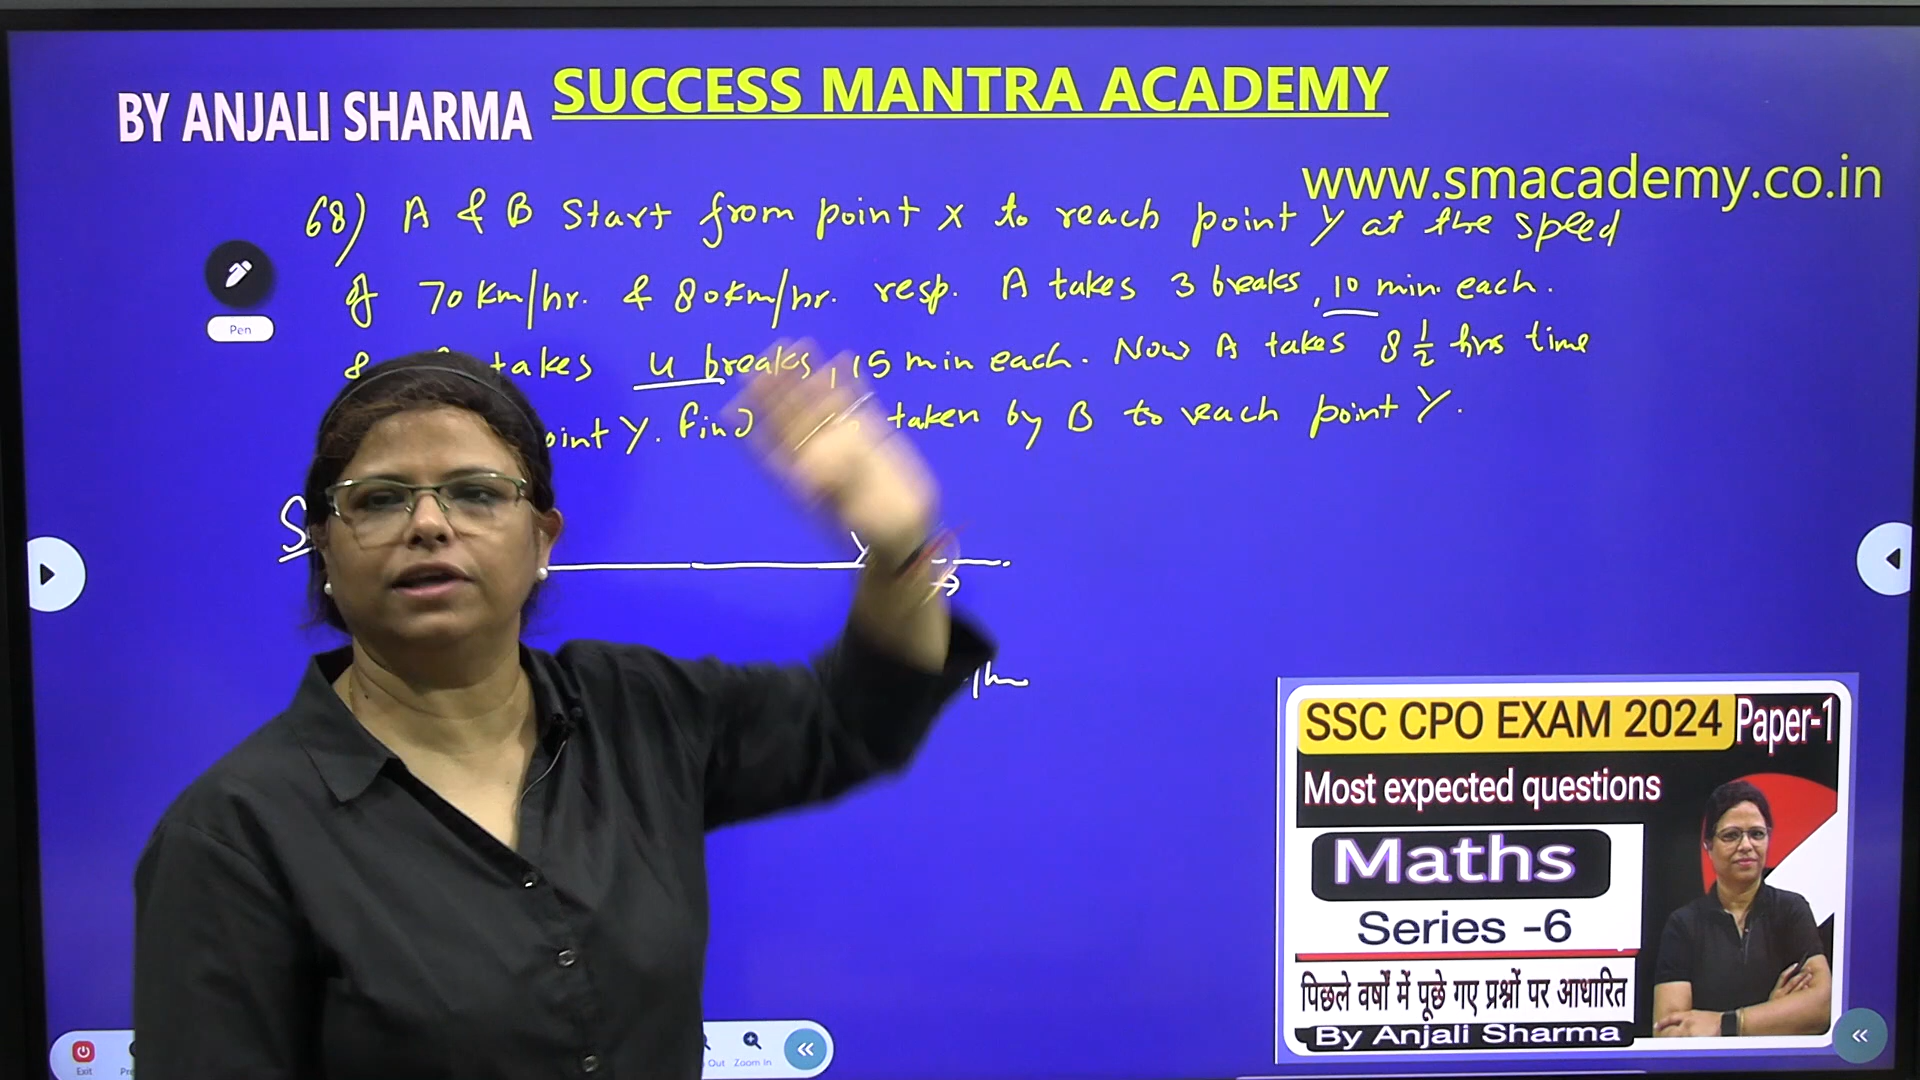 BY ANJALI SHARMA
SUCCESS MANTRA ACADEMY
www.smacademy.co.in
68) A & B start from point X to reach point Y at the speed
of 70 km/hr. & 80 km/hr. resp. A takes 3 breaks, 10 min. each.
& takes 4 breaks, 15 min each. Now A takes 8 1/2 hrs time
point Y. find taken by B to reach point Y.
Pen
S
Y
/hr
SSC CPO EXAM 2024 Paper-1
Most expected questions
Maths
Series -6
पिछले वर्षों में पूछे गए प्रश्नों पर आधारित
By Anjali Sharma
Exit
Out
Zoom in